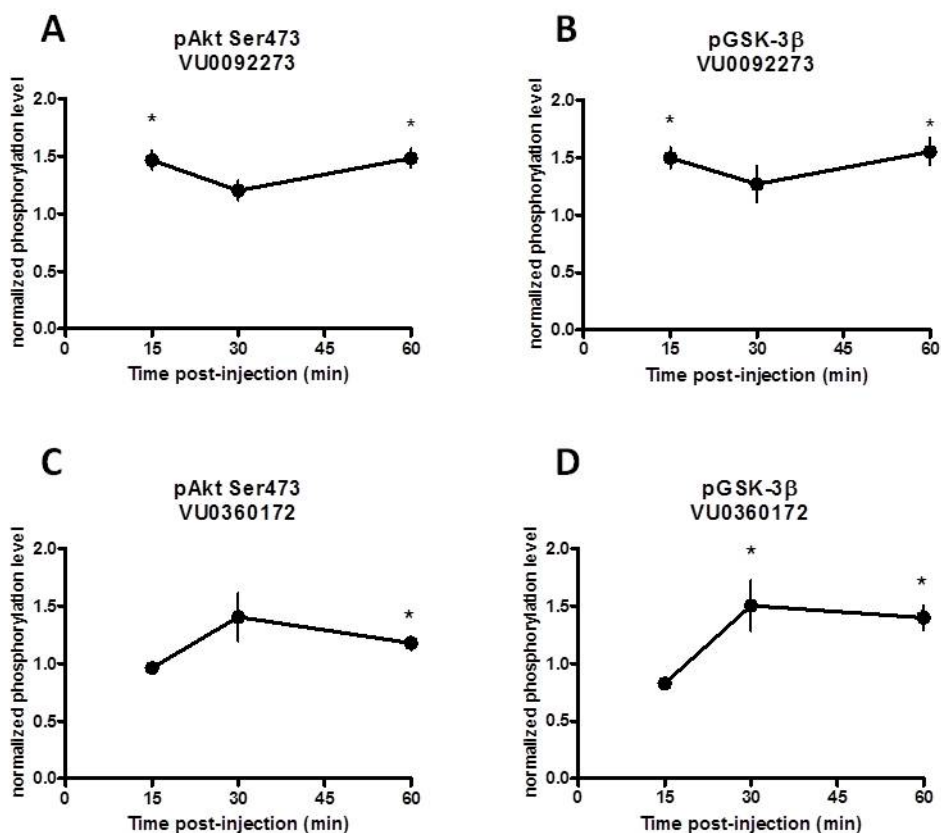 A
pAkt Ser473
VU0092273
normalized phosphorylation level
2.0
1.5
1.0
0.5
0.0
* *
0 15 30 45 60
Time post-injection (min)
B
pGSK-3β
VU0092273
normalized phosphorylation level
2.0
1.5
1.0
0.5
0.0
* *
0 15 30 45 60
Time post-injection (min)
C
pAkt Ser473
VU0360172
normalized phosphorylation level
2.0
1.5
1.0
0.5
0.0
*
0 15 30 45 60
Time post-injection (min)
D
pGSK-3β
VU0360172
normalized phosphorylation level
2.0
1.5
1.0
0.5
0.0
* *
0 15 30 45 60
Time post-injection (min)